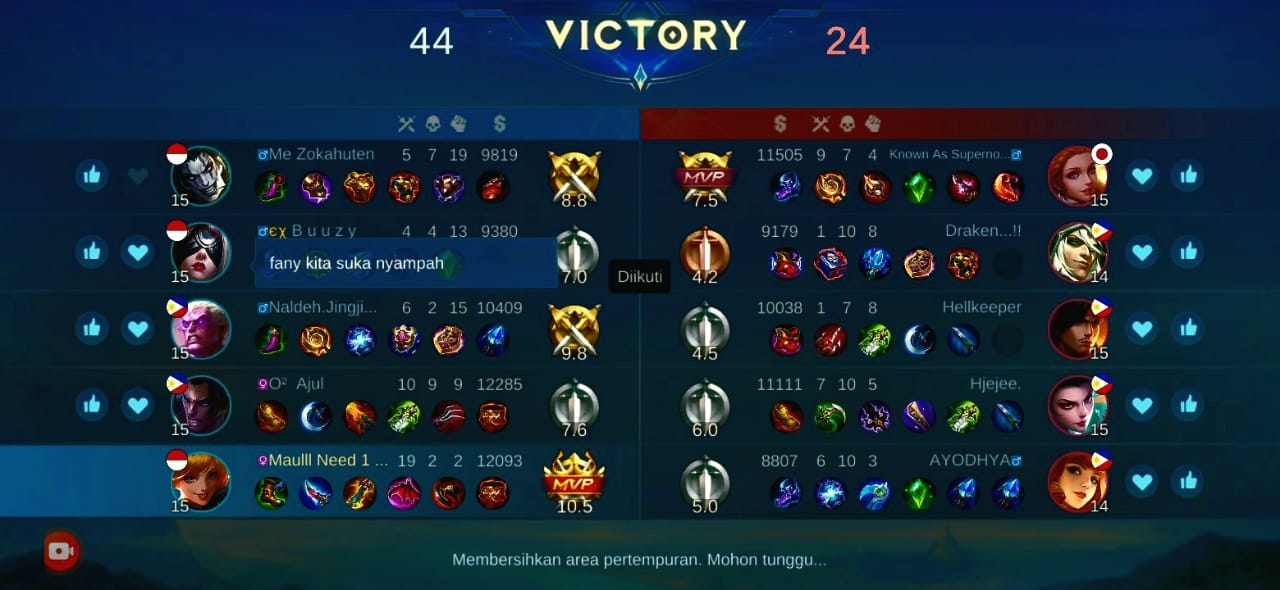 44 VICTORY 24
Me Zokahuten 5 7 19 9819
15
8.8
MVP
7.5
11505 9 7 4 Known As Superno...
15
єχ B u u z y 4 4 13 9380
fany kita suka nyampah
15
7.0
Diikuti
4.2
9179 1 10 8 Draken...!!
14
Naldeh.Jingji... 6 2 15 10409
15
9.8
4.5
10038 1 7 8 Hellkeeper
15
O² Ajul 10 9 9 12285
15
7.6
6.0
11111 7 10 5 Hjejee.
15
Maulll Need 1 ... 19 2 2 12093
15
MVP
10.5
5.0
8807 6 10 3 AYODHYA
14
Membersihkan area pertempuran. Mohon tunggu...